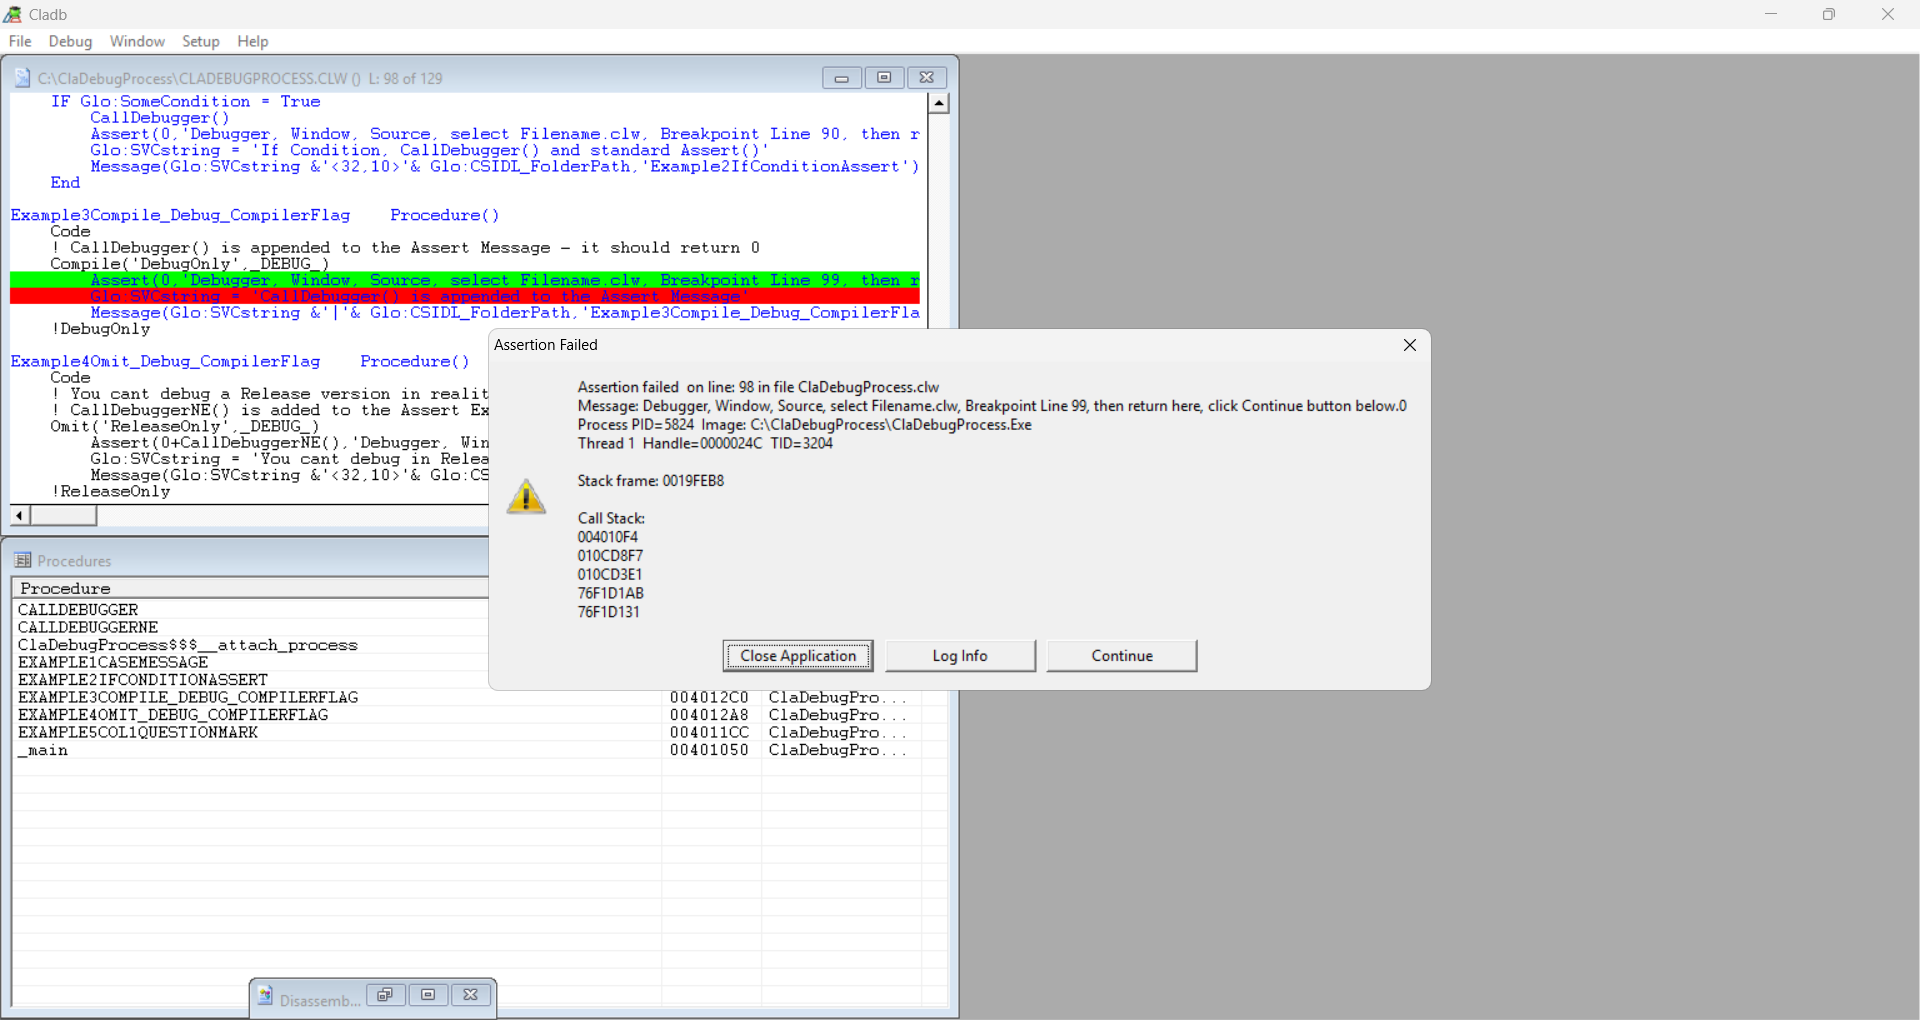 Cladb
File Debug Window Setup Help
C:\ClaDebugProcess\CLADEBUGPROCESS.CLW () L: 98 of 129
IF Glo:SomeCondition = True
CallDebugger()
Assert(0,'Debugger, Window, Source, select Filename.clw, Breakpoint Line 90, then r
Glo:SVCstring = 'If Condition, CallDebugger() and standard Assert()'
Message(Glo:SVCstring &'<32,10>'& Glo:CSIDL_FolderPath,'Example2IfConditionAssert')
End
Example3Compile_Debug_CompilerFlag Procedure()
Code
! CallDebugger() is appended to the Assert Message - it should return 0
Compile('DebugOnly',_DEBUG_)
Assert(0,'Debugger, Window, Source, select Filename.clw, Breakpoint Line 99, then r
Glo:SVCstring = 'CallDebugger() is appended to the Assert Message'
Message(Glo:SVCstring &'|'& Glo:CSIDL_FolderPath,'Example3Compile_Debug_CompilerFla
!DebugOnly
Example4Omit_Debug_CompilerFlag Procedure()
Code
! You cant debug a Release version in realit
! CallDebuggerNE() is added to the Assert Ex
Omit('ReleaseOnly',_DEBUG_)
Assert(0+CallDebuggerNE(),'Debugger, Win
Glo:SVCstring = 'You cant debug in Relea
Message(Glo:SVCstring &'<32,10>'& Glo:CS
!ReleaseOnly
Assertion Failed
Assertion failed on line: 98 in file ClaDebugProcess.clw
Message: Debugger, Window, Source, select Filename.clw, Breakpoint Line 99, then return here, click Continue button below.0
Process PID=5824 Image: C:\ClaDebugProcess\ClaDebugProcess.Exe
Thread 1 Handle=0000024C TID=3204
Stack frame: 0019FEB8
Call Stack:
004010F4
010CD8F7
010CD3E1
76F1D1AB
76F1D131
Close Application Log Info Continue
Procedures
Procedure
CALLDEBUGGER
CALLDEBUGGERNE
ClaDebugProcess$$$__attach_process
EXAMPLE1CASEMESSAGE
EXAMPLE2IFCONDITIONASSERT
EXAMPLE3COMPILE_DEBUG_COMPILERFLAG 004012C0 ClaDebugPro...
EXAMPLE4OMIT_DEBUG_COMPILERFLAG 004012A8 ClaDebugPro...
EXAMPLE5COL1QUESTIONMARK 004011CC ClaDebugPro...
_main 00401050 ClaDebugPro...
Disassemb...